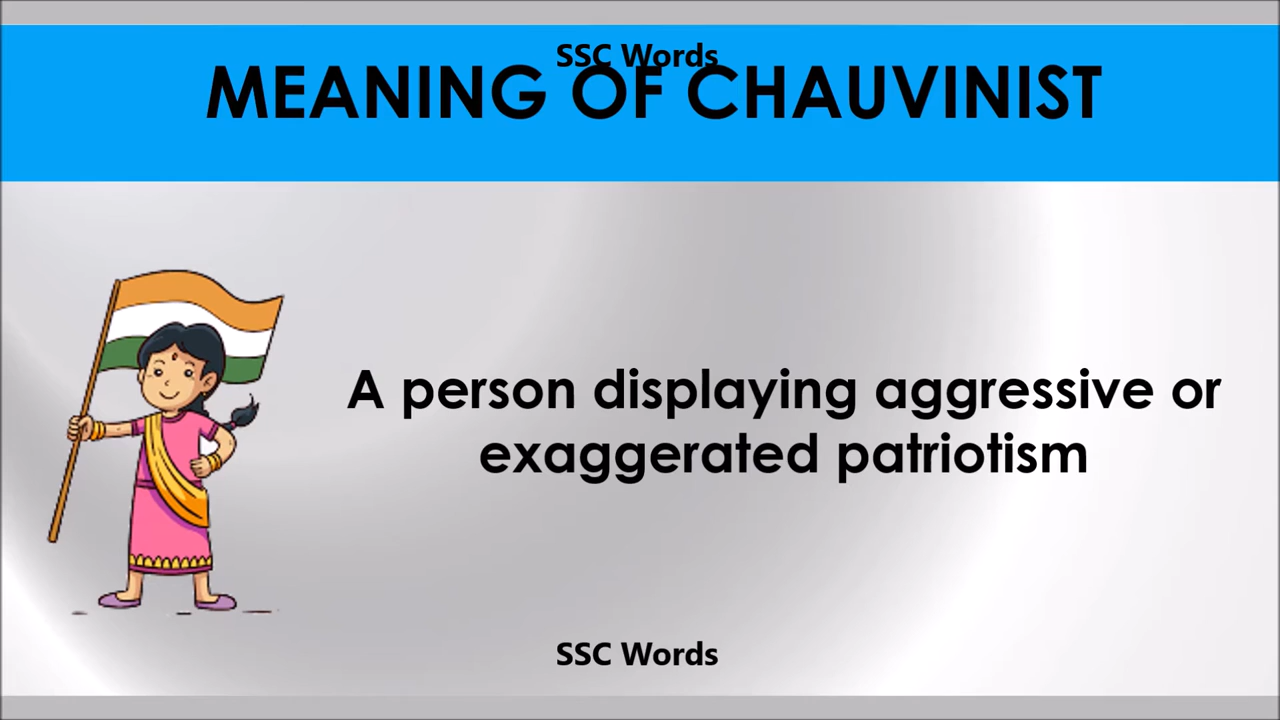 SSC Words
MEANING OF CHAUVINIST
A person displaying aggressive or
exaggerated patriotism
SSC Words